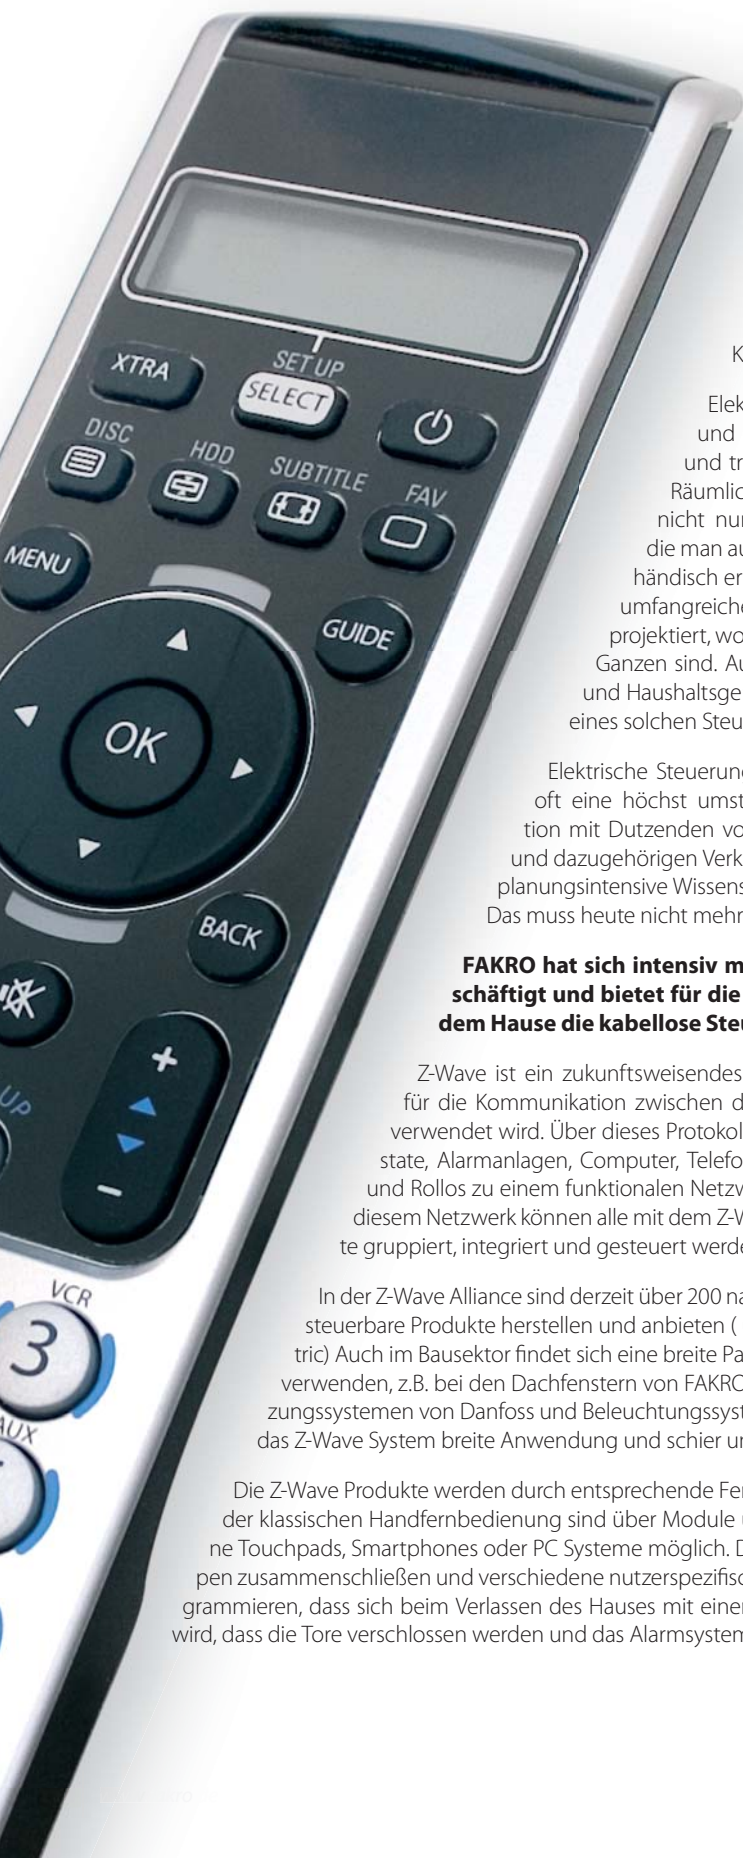 XTRA
SET UP
SELECT
DISC
HDD
SUBTITLE
FAV
MENU
GUIDE
OK
BACK
+
UP
-
VCR
3
AUX
K
Elek
und
und tr
Räumlic
nicht nur
die man au
händisch er
umfangreiche
projektiert, wo
Ganzen sind. Au
und Haushaltsge
eines solchen Steu
Elektrische Steuerung
oft eine höchst umst
tion mit Dutzenden vo
und dazugehörigen Verk
planungsintensive Wissens
Das muss heute nicht mehr
FAKRO hat sich intensiv m
schäftigt und bietet für die
dem Hause die kabellose Steu
Z-Wave ist ein zukunftsweisendes
für die Kommunikation zwischen d
verwendet wird. Über dieses Protokol
state, Alarmanlagen, Computer, Telefo
und Rollos zu einem funktionalen Netzw
diesem Netzwerk können alle mit dem Z-W
te gruppiert, integriert und gesteuert werde
In der Z-Wave Alliance sind derzeit über 200 na
steuerbare Produkte herstellen und anbieten (
tric) Auch im Bausektor findet sich eine breite Pa
verwenden, z.B. bei den Dachfenstern von FAKRO
zungssystemen von Danfoss und Beleuchtungssyst
das Z-Wave System breite Anwendung und schier un
Die Z-Wave Produkte werden durch entsprechende Fer
der klassischen Handfernbedienung sind über Module u
ne Touchpads, Smartphones oder PC Systeme möglich. D
pen zusammenschließen und verschiedene nutzerspezifisc
grammieren, dass sich beim Verlassen des Hauses mit einer
wird, dass die Tore verschlossen werden und das Alarmsystem